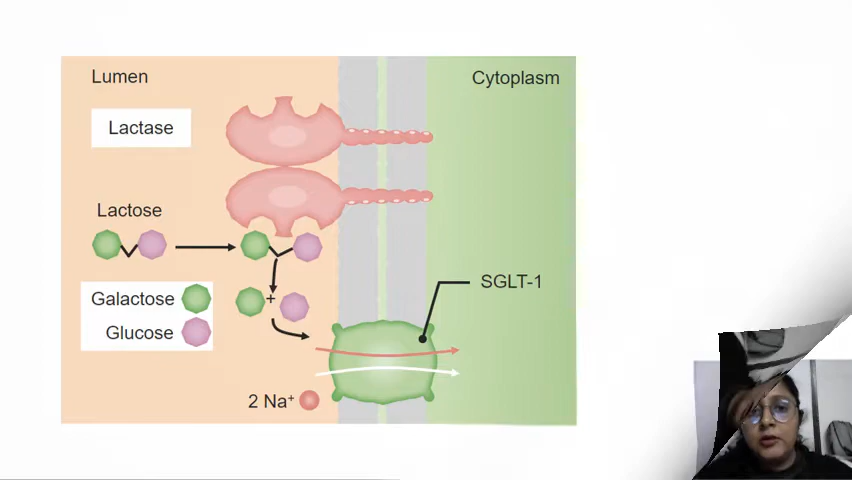 Lumen
Cytoplasm
Lactase
Lactose
SGLT-1
Galactose
+
Glucose
2 Na⁺